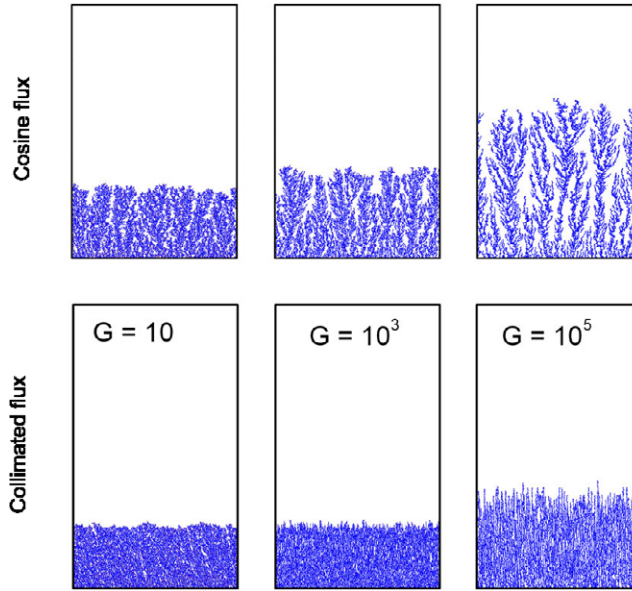 Cosine flux
Collimated flux
G = 10
G = 10³
G = 10⁵